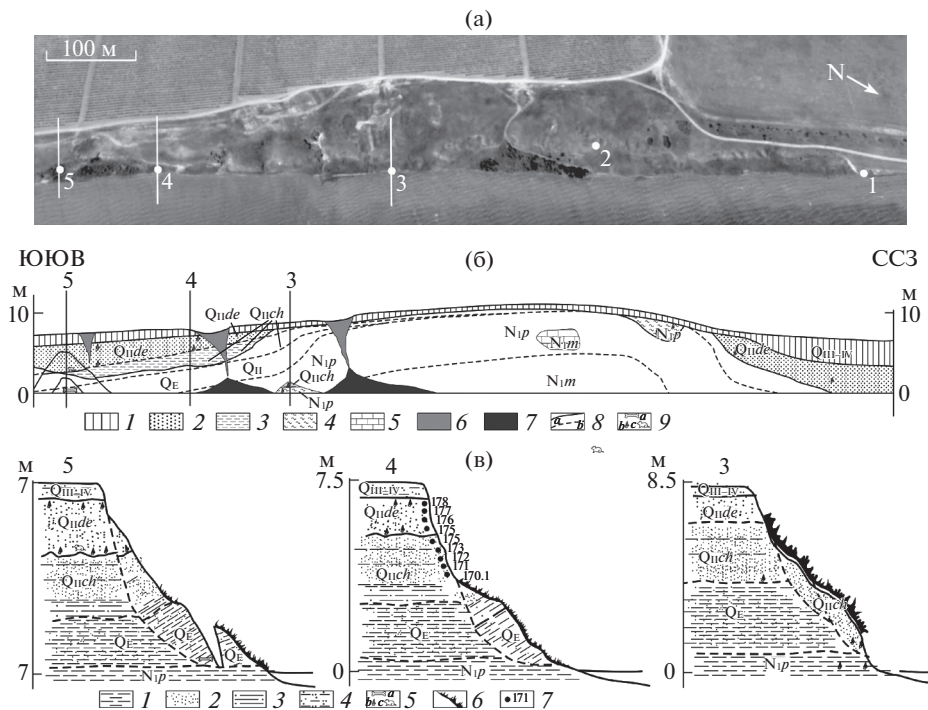 (а)
100 м
N
5
4
3
2
1
ЮЮВ
(б)
ССЗ
м
5
4
3
м
10
10
QIIde
QIIch
QIIde
N1p
QII
QE
QIIch
N1p
N1m
N1p
N1m
QIIde
QIII–IV
0
0
1 2 3 4 5 6 7 a b 8 a b c 9
(в)
м
5
м
4
м
3
7
7.5
8.5
QIII–IV
QIIde
QIIch
QE
QE
QE
N1p
7
QIII–IV
QIIde
QIIch
QE
QE
N1p
178
177
176
175
175
173
172
171
170.1
0
QIII–IV
QIIde
QIIch
QE
QIIch
N1p
0
1 2 3 4 a b c 5 6 171 7